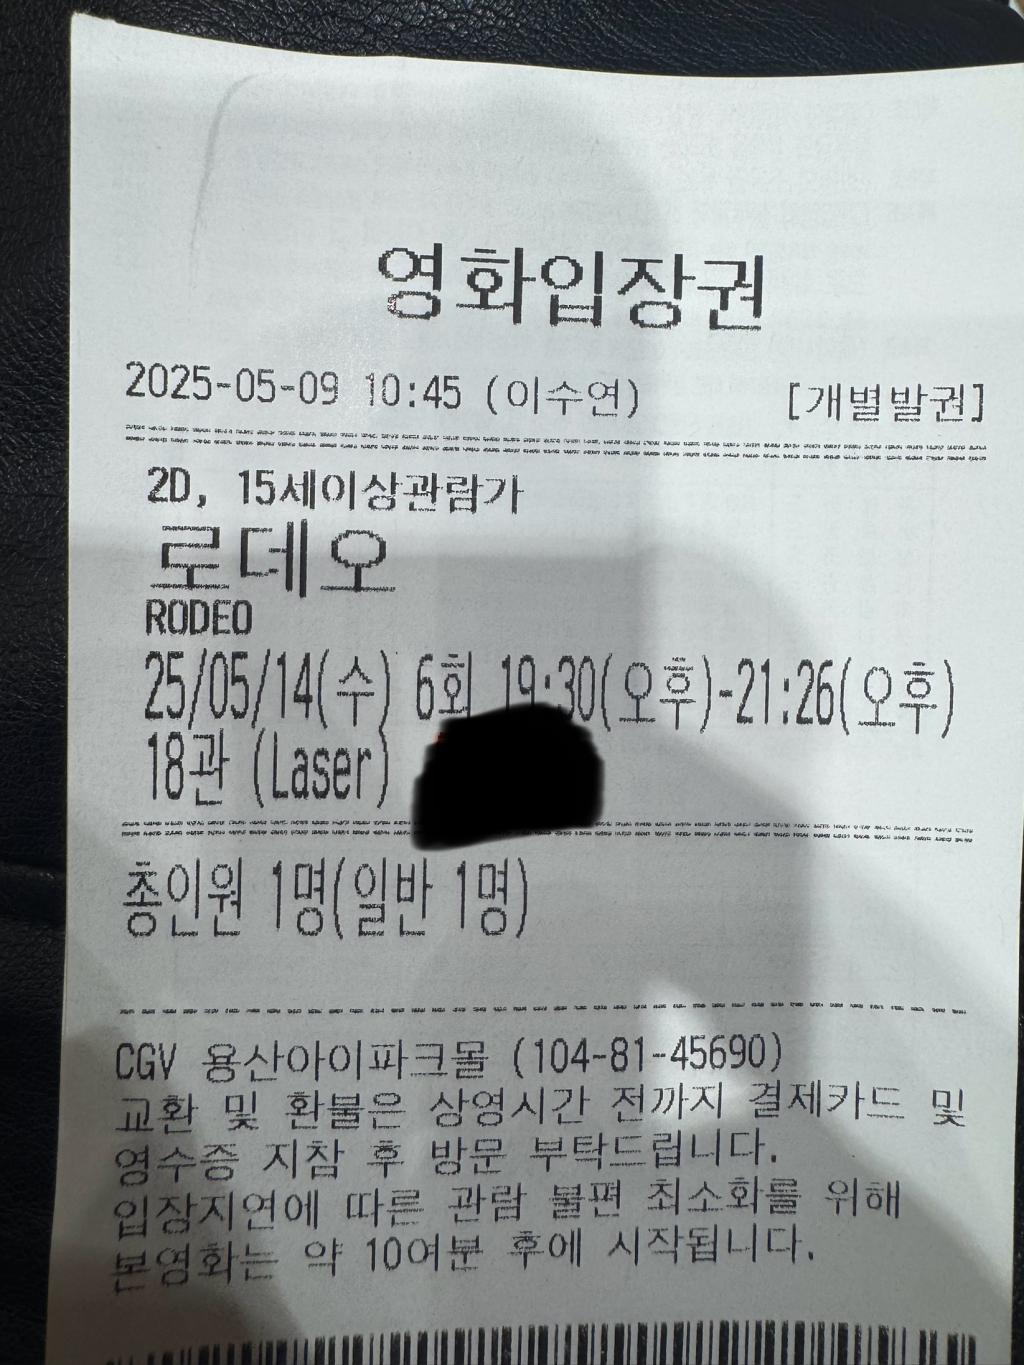 영화입장권
2025-05-09 10:45 (이수연) [개별발권]
2D, 15세이상관람가
로데오
RODEO
25/05/14(수) 6회 19:30(오후)-21:26(오후)
18관 (Laser)
총인원 1명(일반 1명)
CGV 용산아이파크몰 (104-81-45690)
교환 및 환불은 상영시간 전까지 결제카드 및
영수증 지참 후 방문 부탁드립니다.
입장지연에 따른 관람 불편 최소화를 위해
본영화는 약 10여분 후에 시작됩니다.